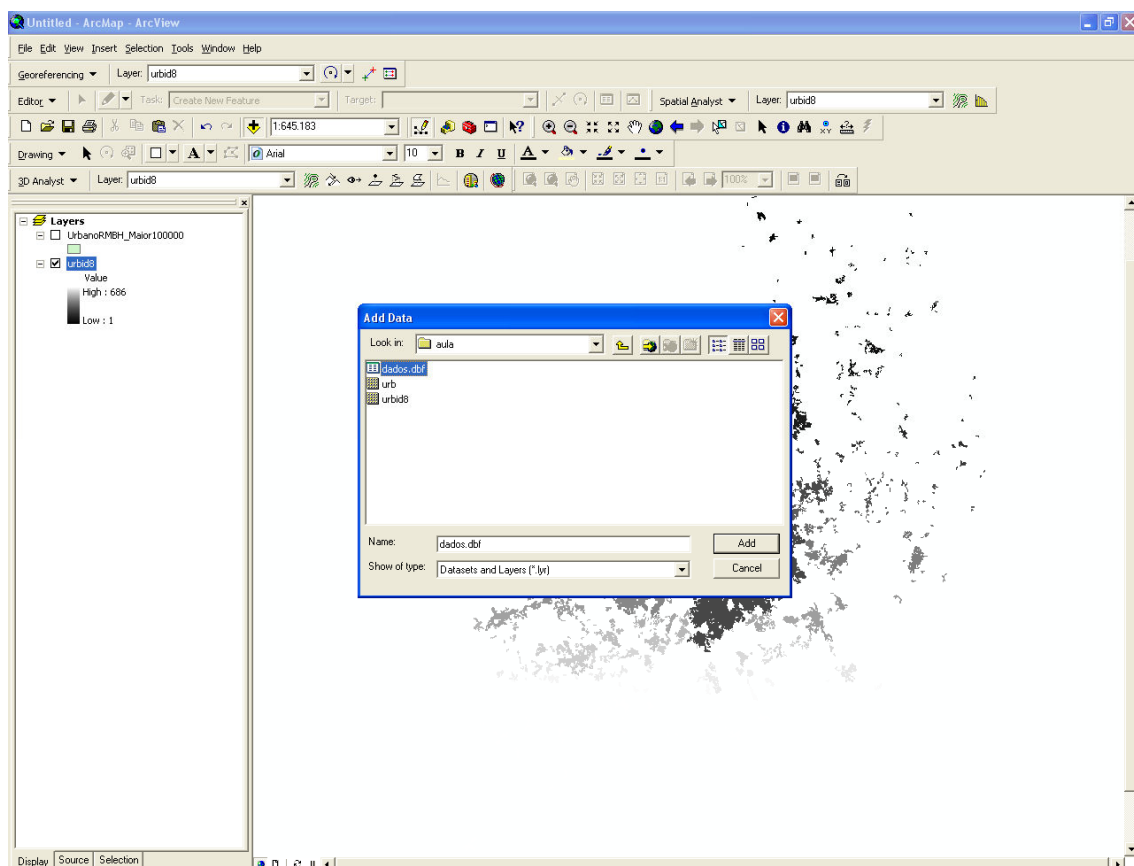 Untitled - ArcMap - ArcView
File Edit View Insert Selection Tools Window Help
Georeferencing Layer: urbid8
Editor Task: Create New Feature Target: Spatial Analyst Layer: urbid8
1:645.183
Drawing A Arial 10 B I U A
3D Analyst Layer: urbid8 100%
Layers
UrbanoRMBH_Maior100000
urbid8
Value
High : 686
Low : 1
Add Data
Look in: aula
dados.dbf
urb
urbid8
Name: dados.dbf Add
Show of type: Datasets and Layers (*.lyr) Cancel
Display Source Selection